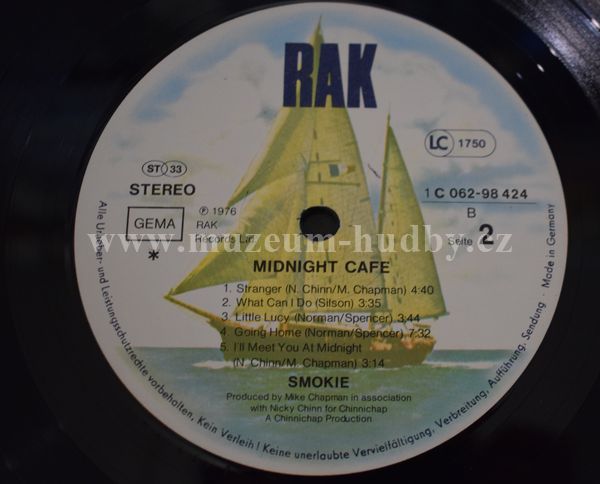 RAK
LC 1750
ST 33
STEREO
1 C 062-98 424
GEMA
℗ 1976
RAK
Records Ltd
B
Seite 2
*
www.muzeum-hudby.cz
MIDNIGHT CAFE
1. Stranger (N. Chinn/M. Chapman) 4:40
2. What Can I Do (Silson) 3:35
3. Little Lucy (Norman/Spencer) 3:44
4. Going Home (Norman/Spencer) 7:32
5. I'll Meet You At Midnight
(N. Chinn/M. Chapman) 3:14
SMOKIE
Produced by Mike Chapman in association
with Nicky Chinn for Chinnichap
A Chinnichap Production
Alle Urheber- und Leistungsschutzrechte vorbehalten, Kein Verleih! Keine unerlaubte Vervielfältigung, Verbreitung, Aufführung, Sendung · Made in Germany